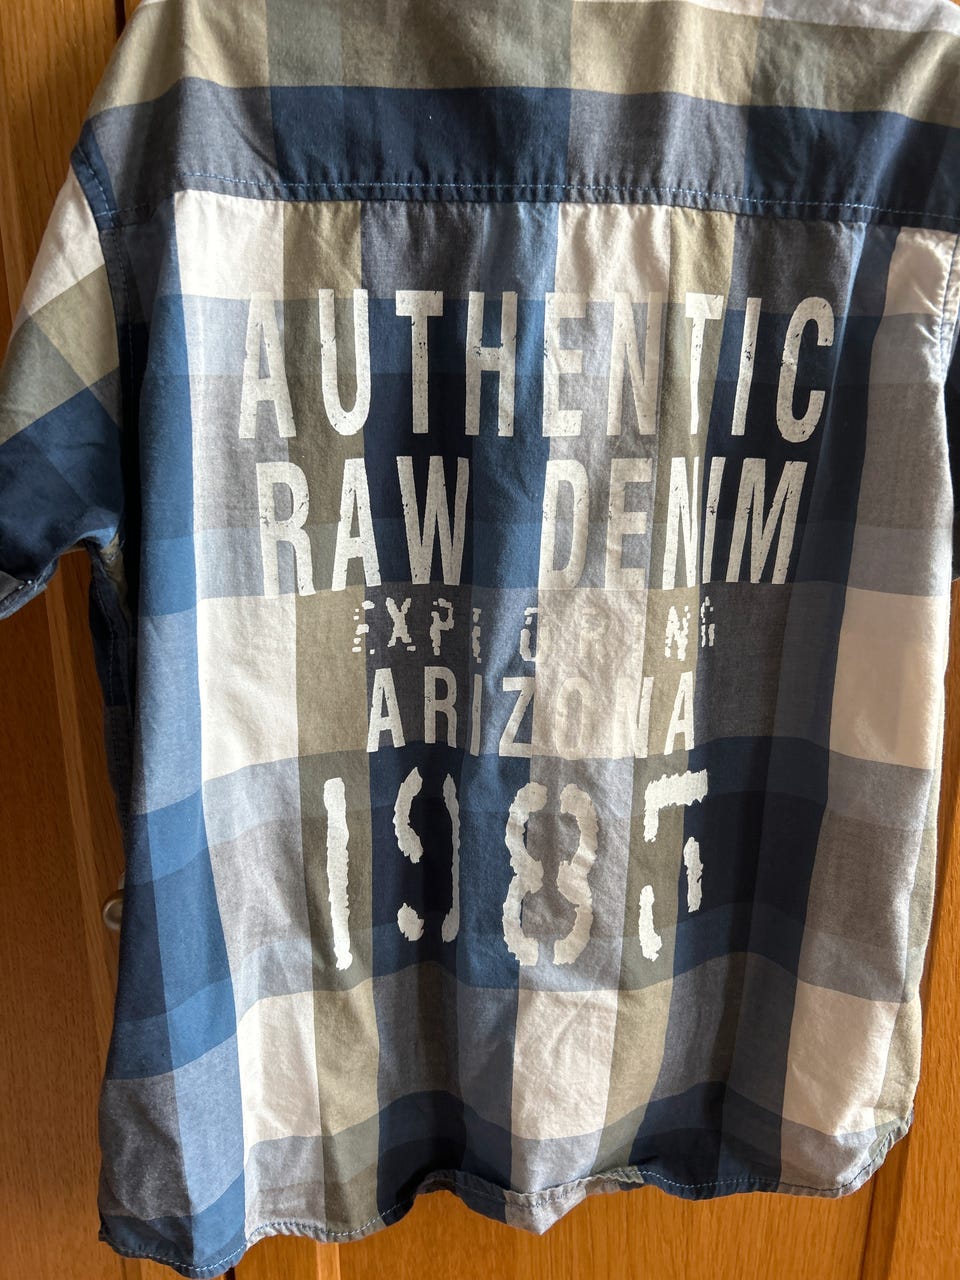 AUTHENTIC
RAW DENIM
EXPLORING
ARIZONA
1985